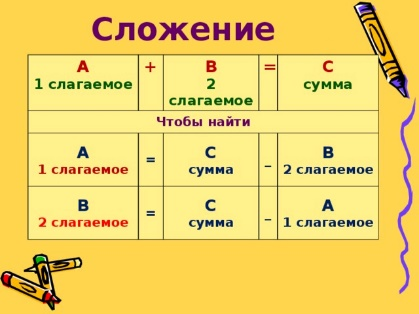 Сложение
А + В = С
1 слагаемое 2 слагаемое сумма
Чтобы найти
А = С – В
1 слагаемое сумма 2 слагаемое
В = С – А
2 слагаемое сумма 1 слагаемое